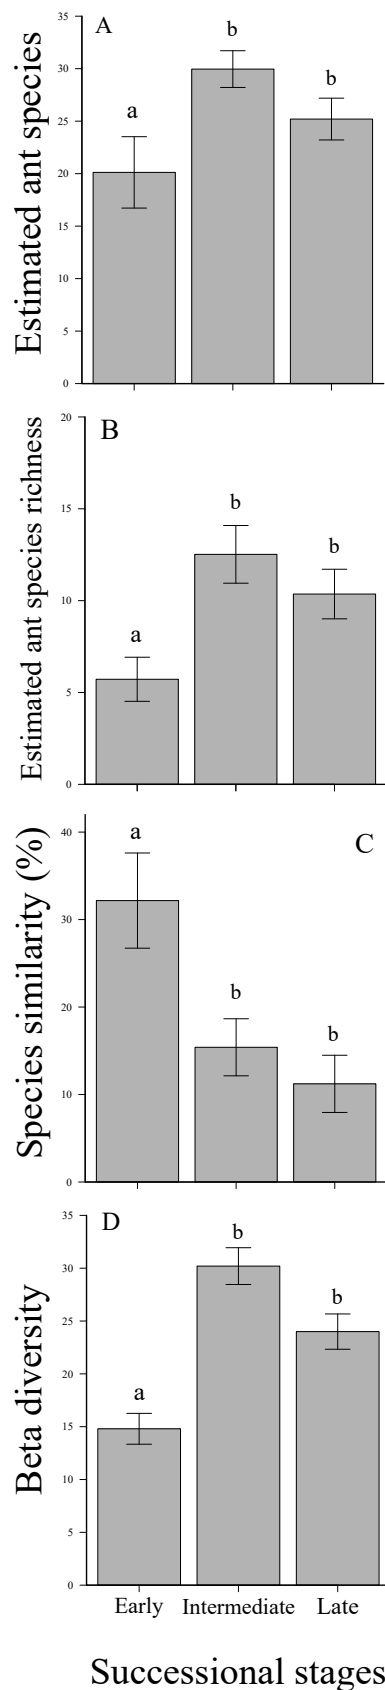 Estimated ant species
A
35
30
25
20
15
10
5
0
a
b
b
Estimated ant species richness
B
20
15
10
5
0
a
b
b
Species similarity (%)
C
40
30
20
10
0
a
b
b
Beta diversity
D
35
30
25
20
15
10
5
0
a
b
b
Early Intermediate Late
Successional stages